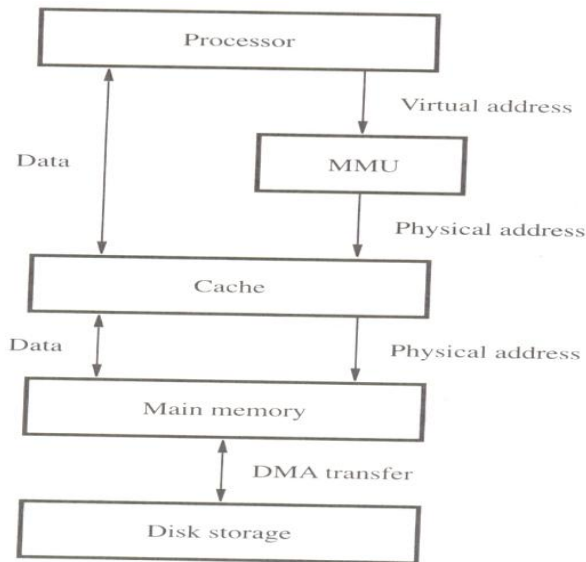 Processor
Virtual address
Data
MMU
Physical address
Cache
Data
Physical address
Main memory
DMA transfer
Disk storage